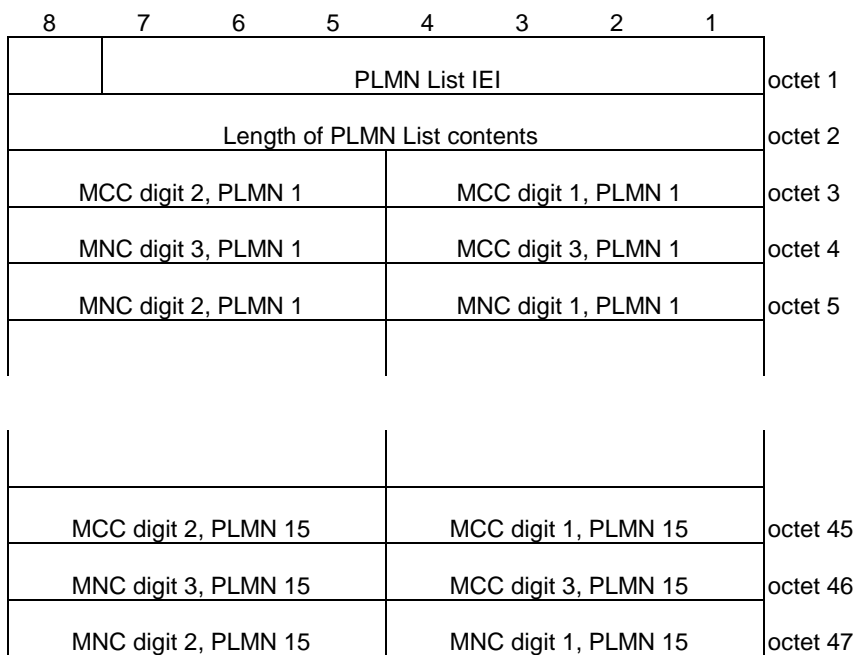 8 7 6 5 4 3 2 1
PLMN List IEI octet 1
Length of PLMN List contents octet 2
MCC digit 2, PLMN 1 MCC digit 1, PLMN 1 octet 3
MNC digit 3, PLMN 1 MCC digit 3, PLMN 1 octet 4
MNC digit 2, PLMN 1 MNC digit 1, PLMN 1 octet 5
MCC digit 2, PLMN 15 MCC digit 1, PLMN 15 octet 45
MNC digit 3, PLMN 15 MCC digit 3, PLMN 15 octet 46
MNC digit 2, PLMN 15 MNC digit 1, PLMN 15 octet 47